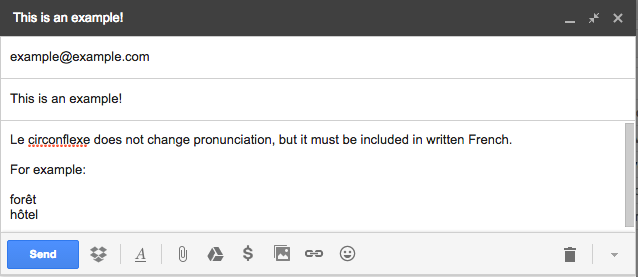 This is an example!
example@example.com
This is an example!
Le circonflexe does not change pronunciation, but it must be included in written French.
For example:
forêt
hôtel
Send
A
$